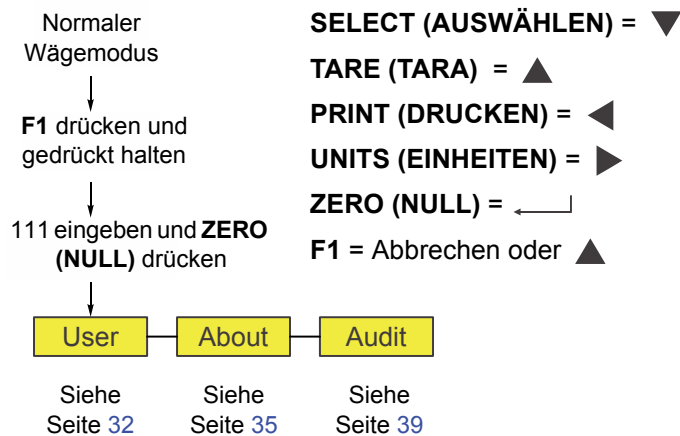 Normaler
Wägemodus
F1 drücken und
gedrückt halten
111 eingeben und ZERO
(NULL) drücken
SELECT (AUSWÄHLEN) = ▼
TARE (TARA) = ▲
PRINT (DRUCKEN) = ◀
UNITS (EINHEITEN) = ▶
ZERO (NULL) = ↵
F1 = Abbrechen oder ▲
User About Audit
Siehe Siehe Siehe
Seite 32 Seite 35 Seite 39